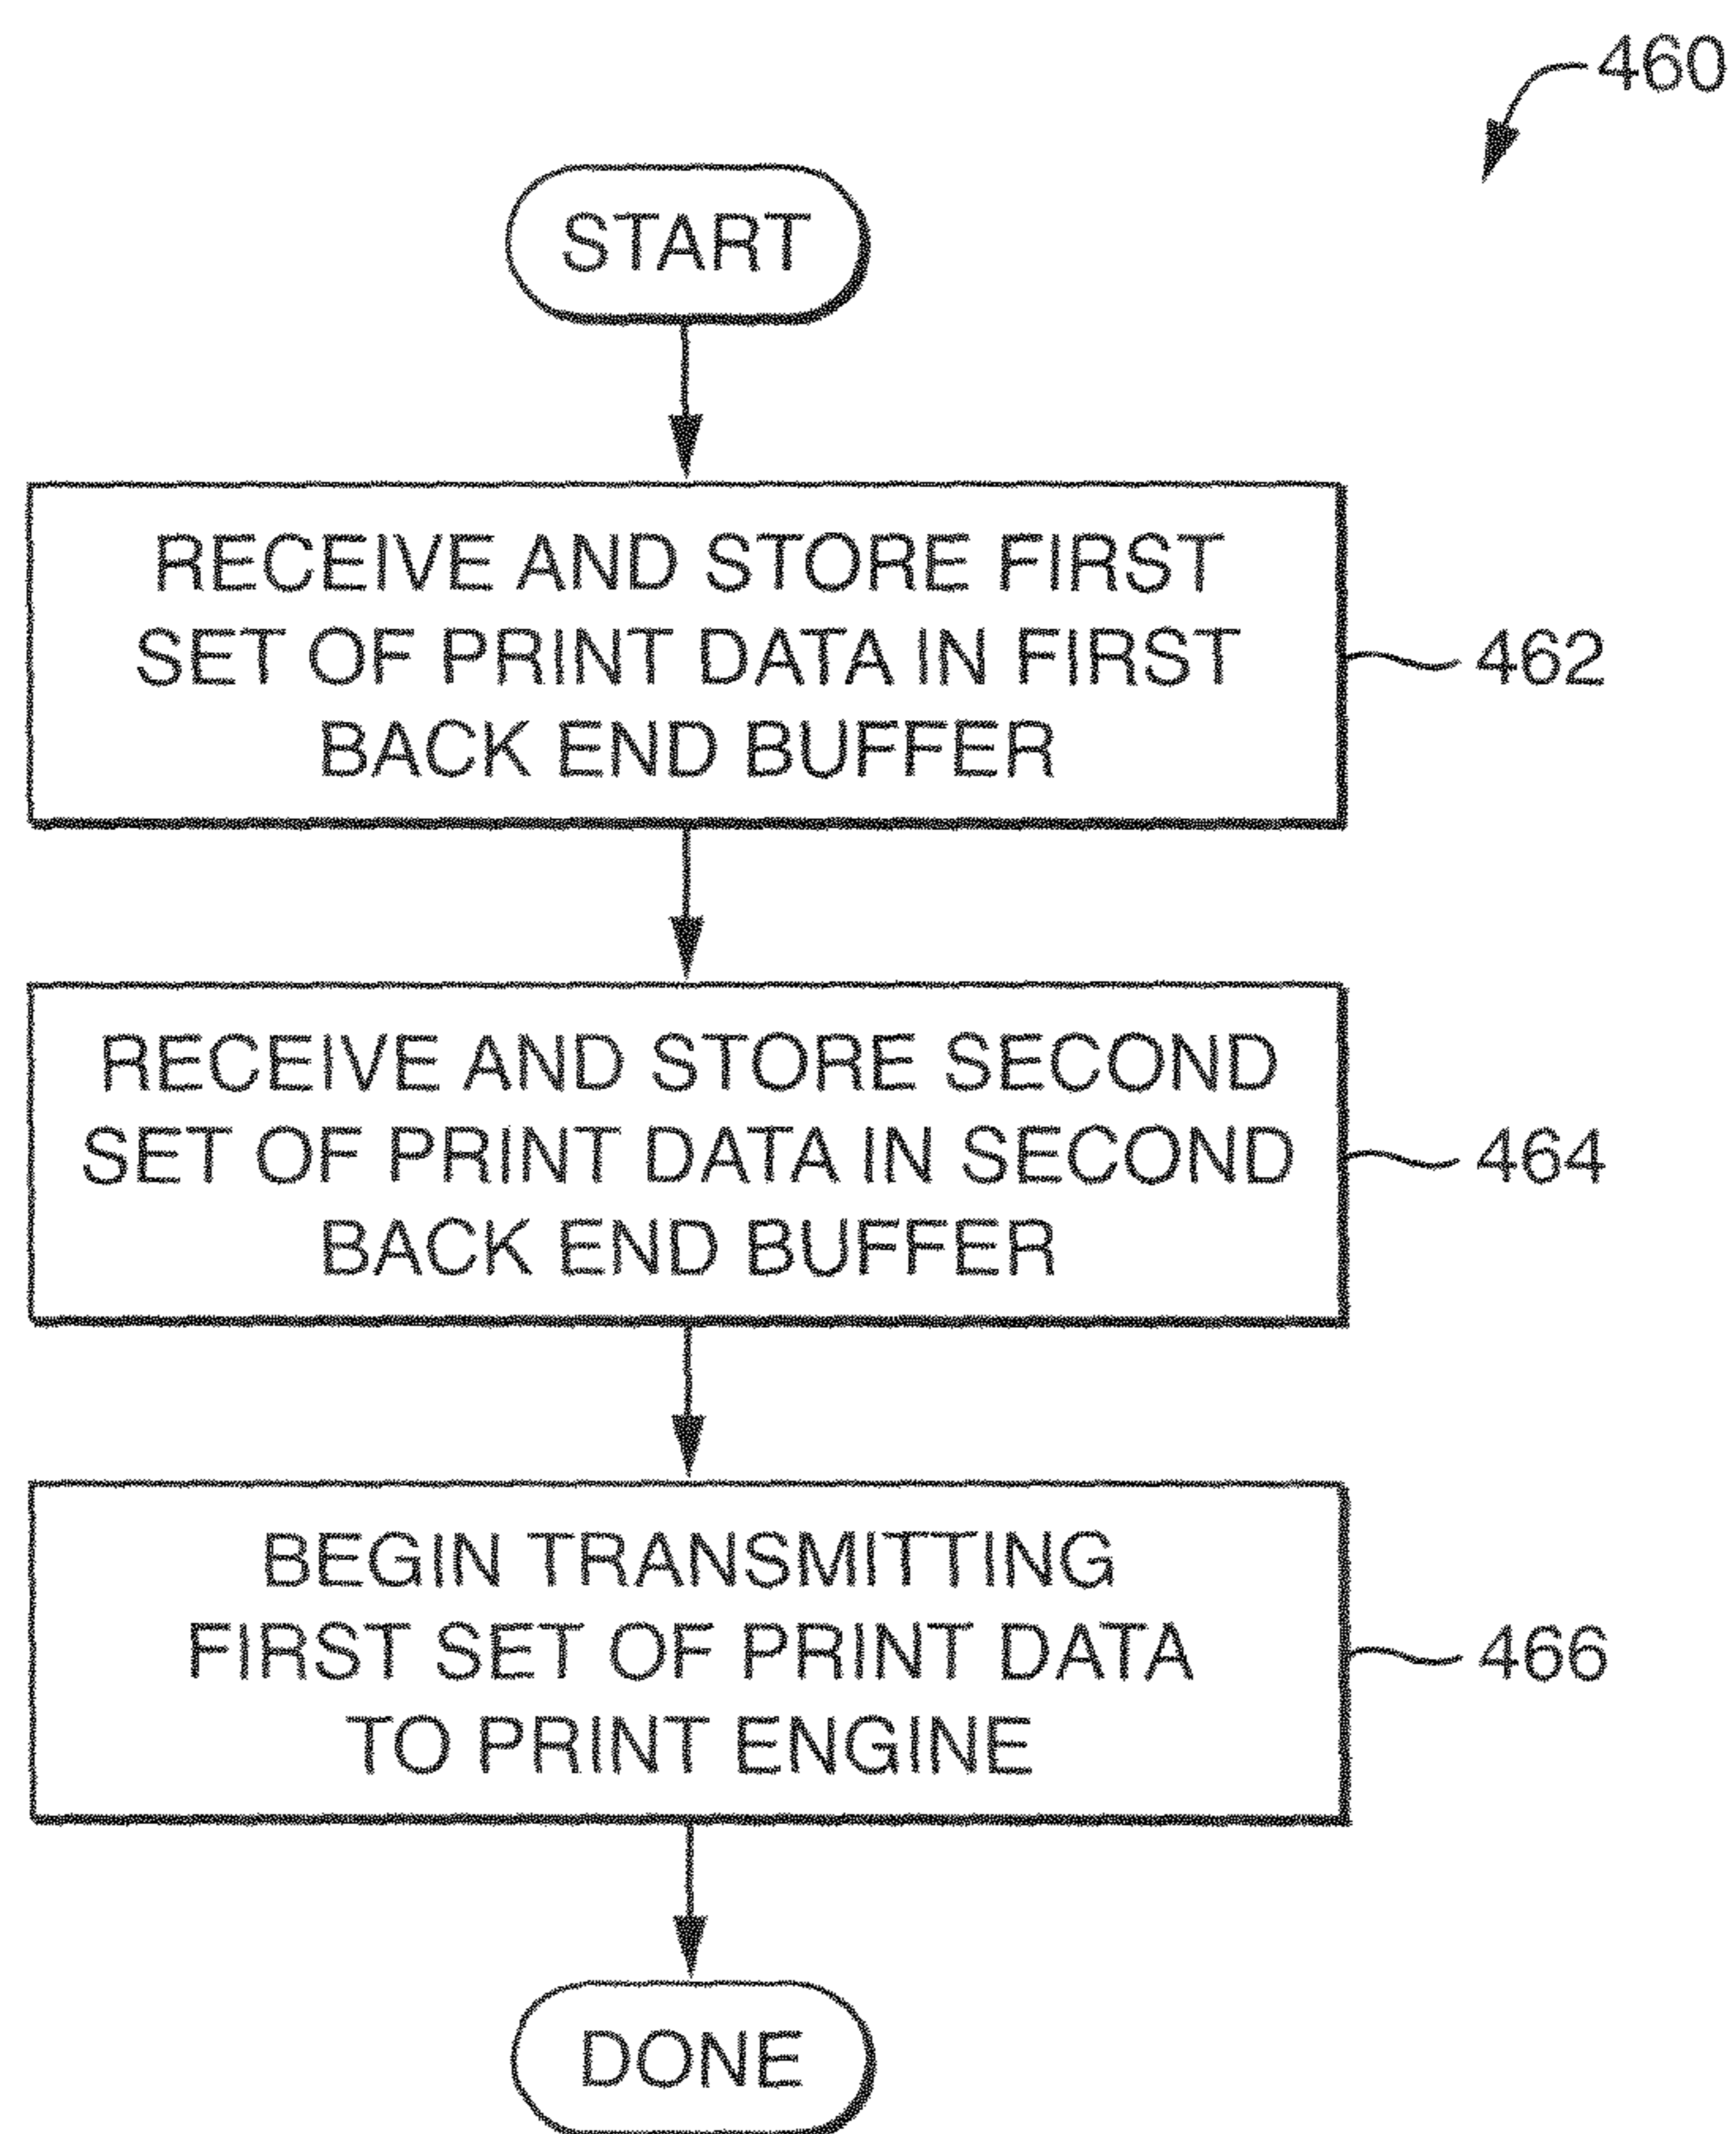 460
START
RECEIVE AND STORE FIRST
SET OF PRINT DATA IN FIRST
BACK END BUFFER
462
RECEIVE AND STORE SECOND
SET OF PRINT DATA IN SECOND
BACK END BUFFER
464
BEGIN TRANSMITTING
FIRST SET OF PRINT DATA
TO PRINT ENGINE
466
DONE